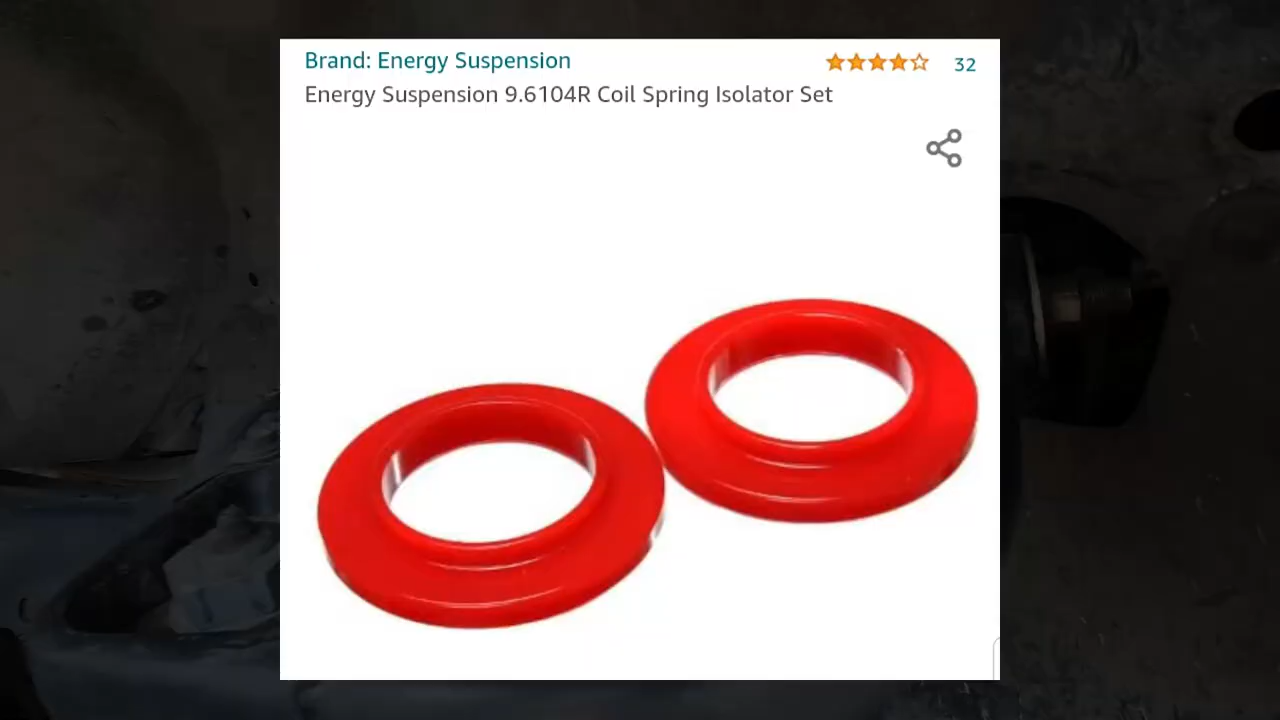 Brand: Energy Suspension
32
Energy Suspension 9.6104R Coil Spring Isolator Set